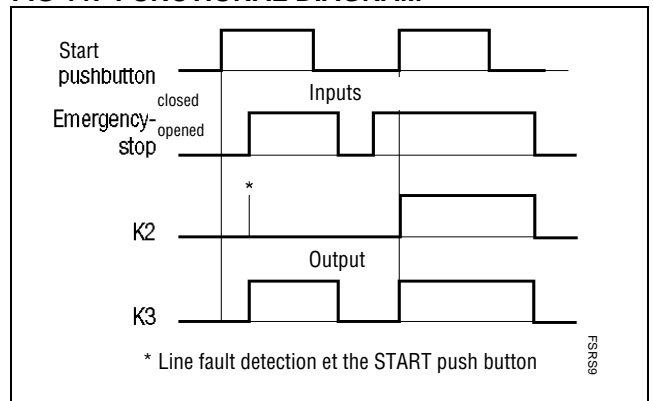 Start
pushbutton
Inputs
closed
Emergency-
opened
stop
*
K2
Output
K3
* Line fault detection et the START push button
FSRS9